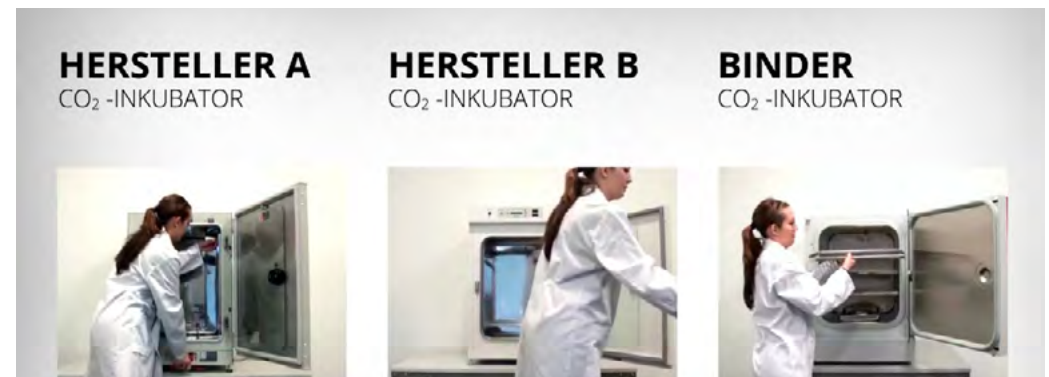 HERSTELLER A
CO₂ -INKUBATOR
HERSTELLER B
CO₂ -INKUBATOR
BINDER
CO₂ -INKUBATOR